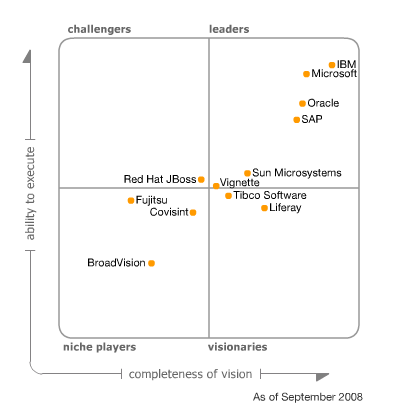 challengers
leaders
IBM
Microsoft
Oracle
SAP
Sun Microsystems
Red Hat JBoss
Vignette
Tibco Software
Fujitsu
Liferay
Covisint
BroadVision
ability to execute
niche players
visionaries
completeness of vision
As of September 2008